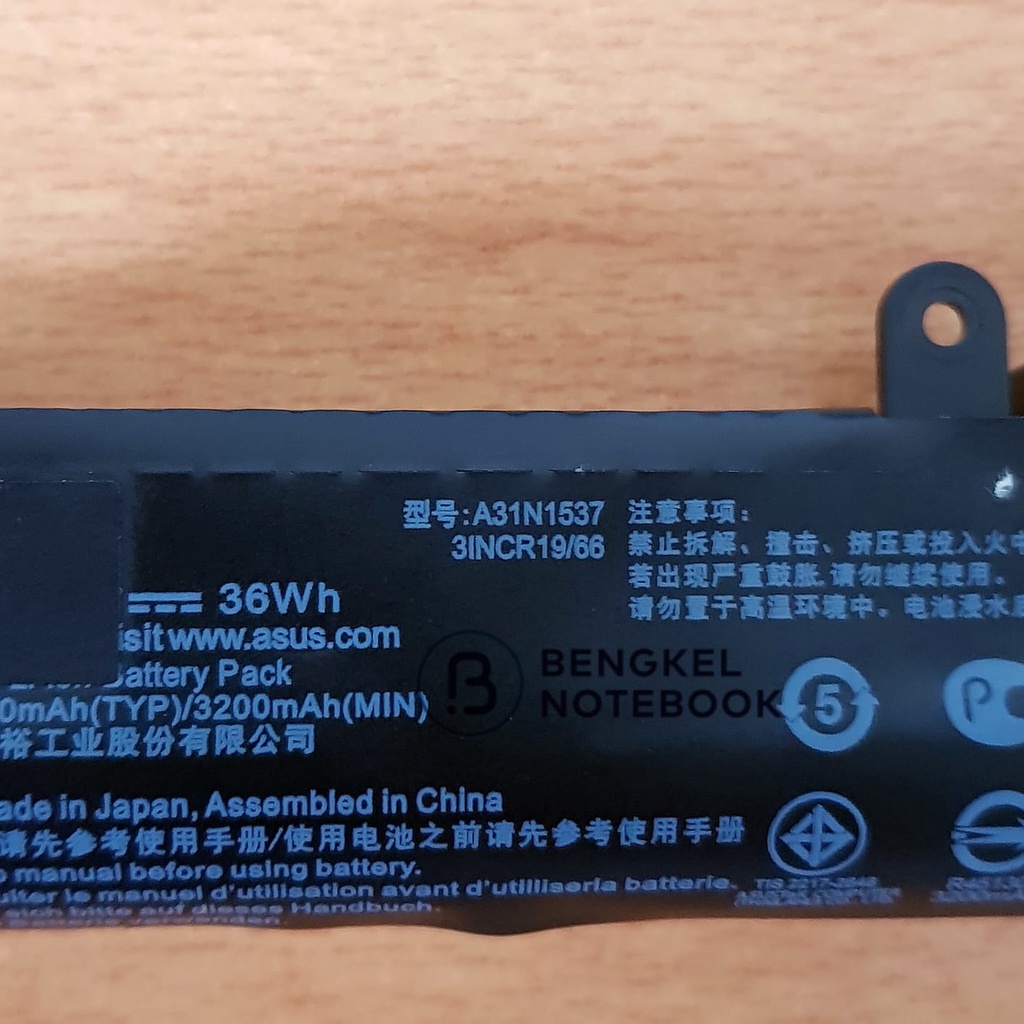 型号:A31N1537
3INCR19/66
注意事项:
禁止拆解、撞击、挤压或投入火中
若出现严重鼓胀,请勿继续使用。
请勿置于高温环境中。电池浸水后
36Wh
isit www.asus.com
Battery Pack
0mAh(TYP)/3200mAh(MIN)
裕工业股份有限公司
BENGKEL
NOTEBOOK
5
P
ade in Japan, Assembled in China
请先参考使用手册/使用电池之前请先参考使用手册
manual before using battery.
le manuel d'utilisation avant d'utilliseria batterie.
bitte auf dieses Handbuch.